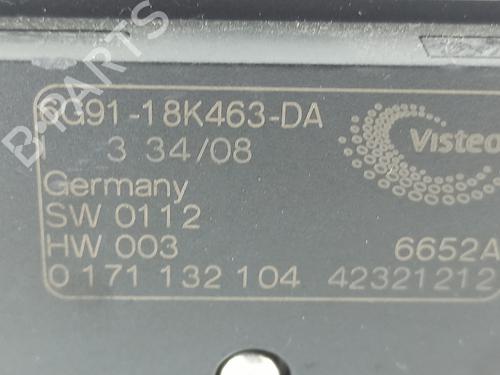 6G91-18K463-DA
Visteo
3 34/08
Germany
SW 0112
HW 003 6652A
0 171 132 104 42321212